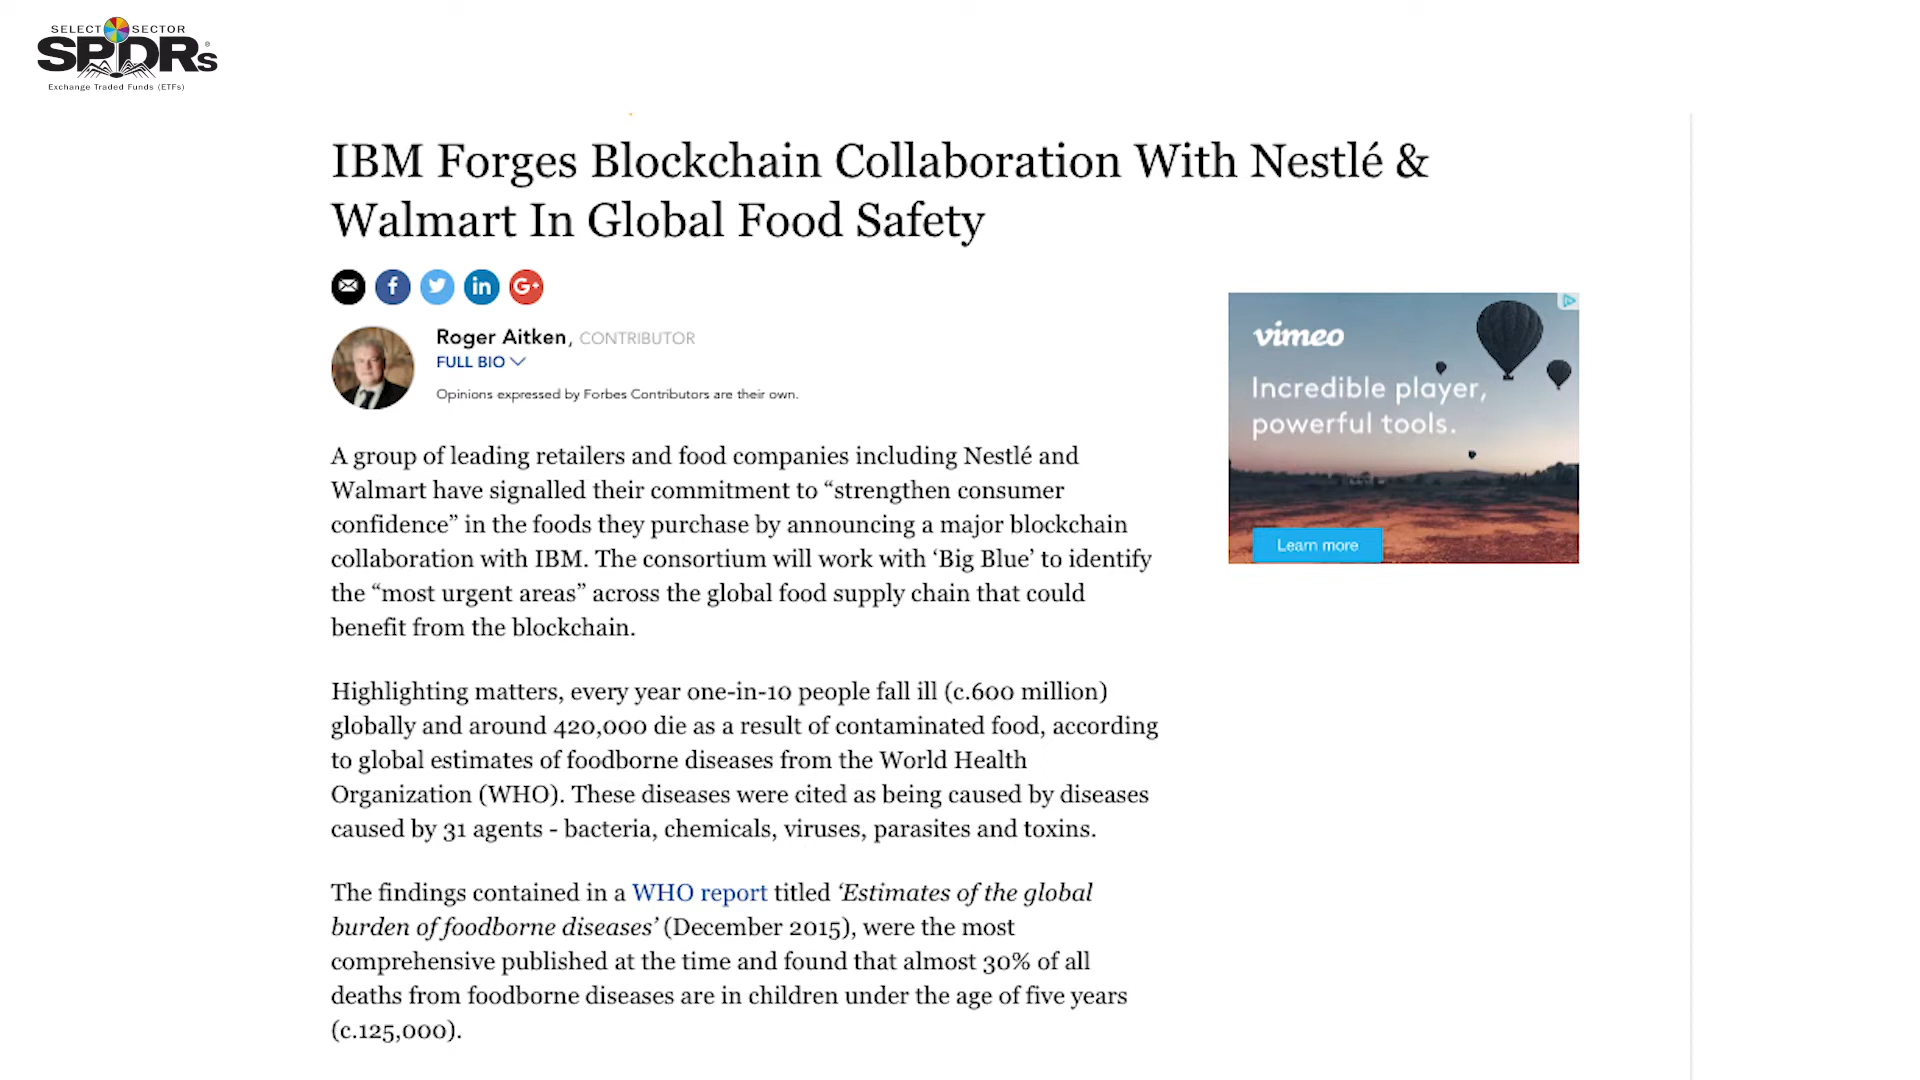 SELECT SECTOR
SPDRs
Exchange Traded Funds (ETFs)
IBM Forges Blockchain Collaboration With Nestlé &
Walmart In Global Food Safety
f
in
G+
Roger Aitken, CONTRIBUTOR
FULL BIO
Opinions expressed by Forbes Contributors are their own.
vimeo
Incredible player,
powerful tools.
Learn more
A group of leading retailers and food companies including Nestlé and
Walmart have signalled their commitment to “strengthen consumer
confidence” in the foods they purchase by announcing a major blockchain
collaboration with IBM. The consortium will work with ‘Big Blue’ to identify
the “most urgent areas” across the global food supply chain that could
benefit from the blockchain.
Highlighting matters, every year one-in-10 people fall ill (c.600 million)
globally and around 420,000 die as a result of contaminated food, according
to global estimates of foodborne diseases from the World Health
Organization (WHO). These diseases were cited as being caused by diseases
caused by 31 agents - bacteria, chemicals, viruses, parasites and toxins.
The findings contained in a WHO report titled ‘Estimates of the global
burden of foodborne diseases’ (December 2015), were the most
comprehensive published at the time and found that almost 30% of all
deaths from foodborne diseases are in children under the age of five years
(c.125,000).